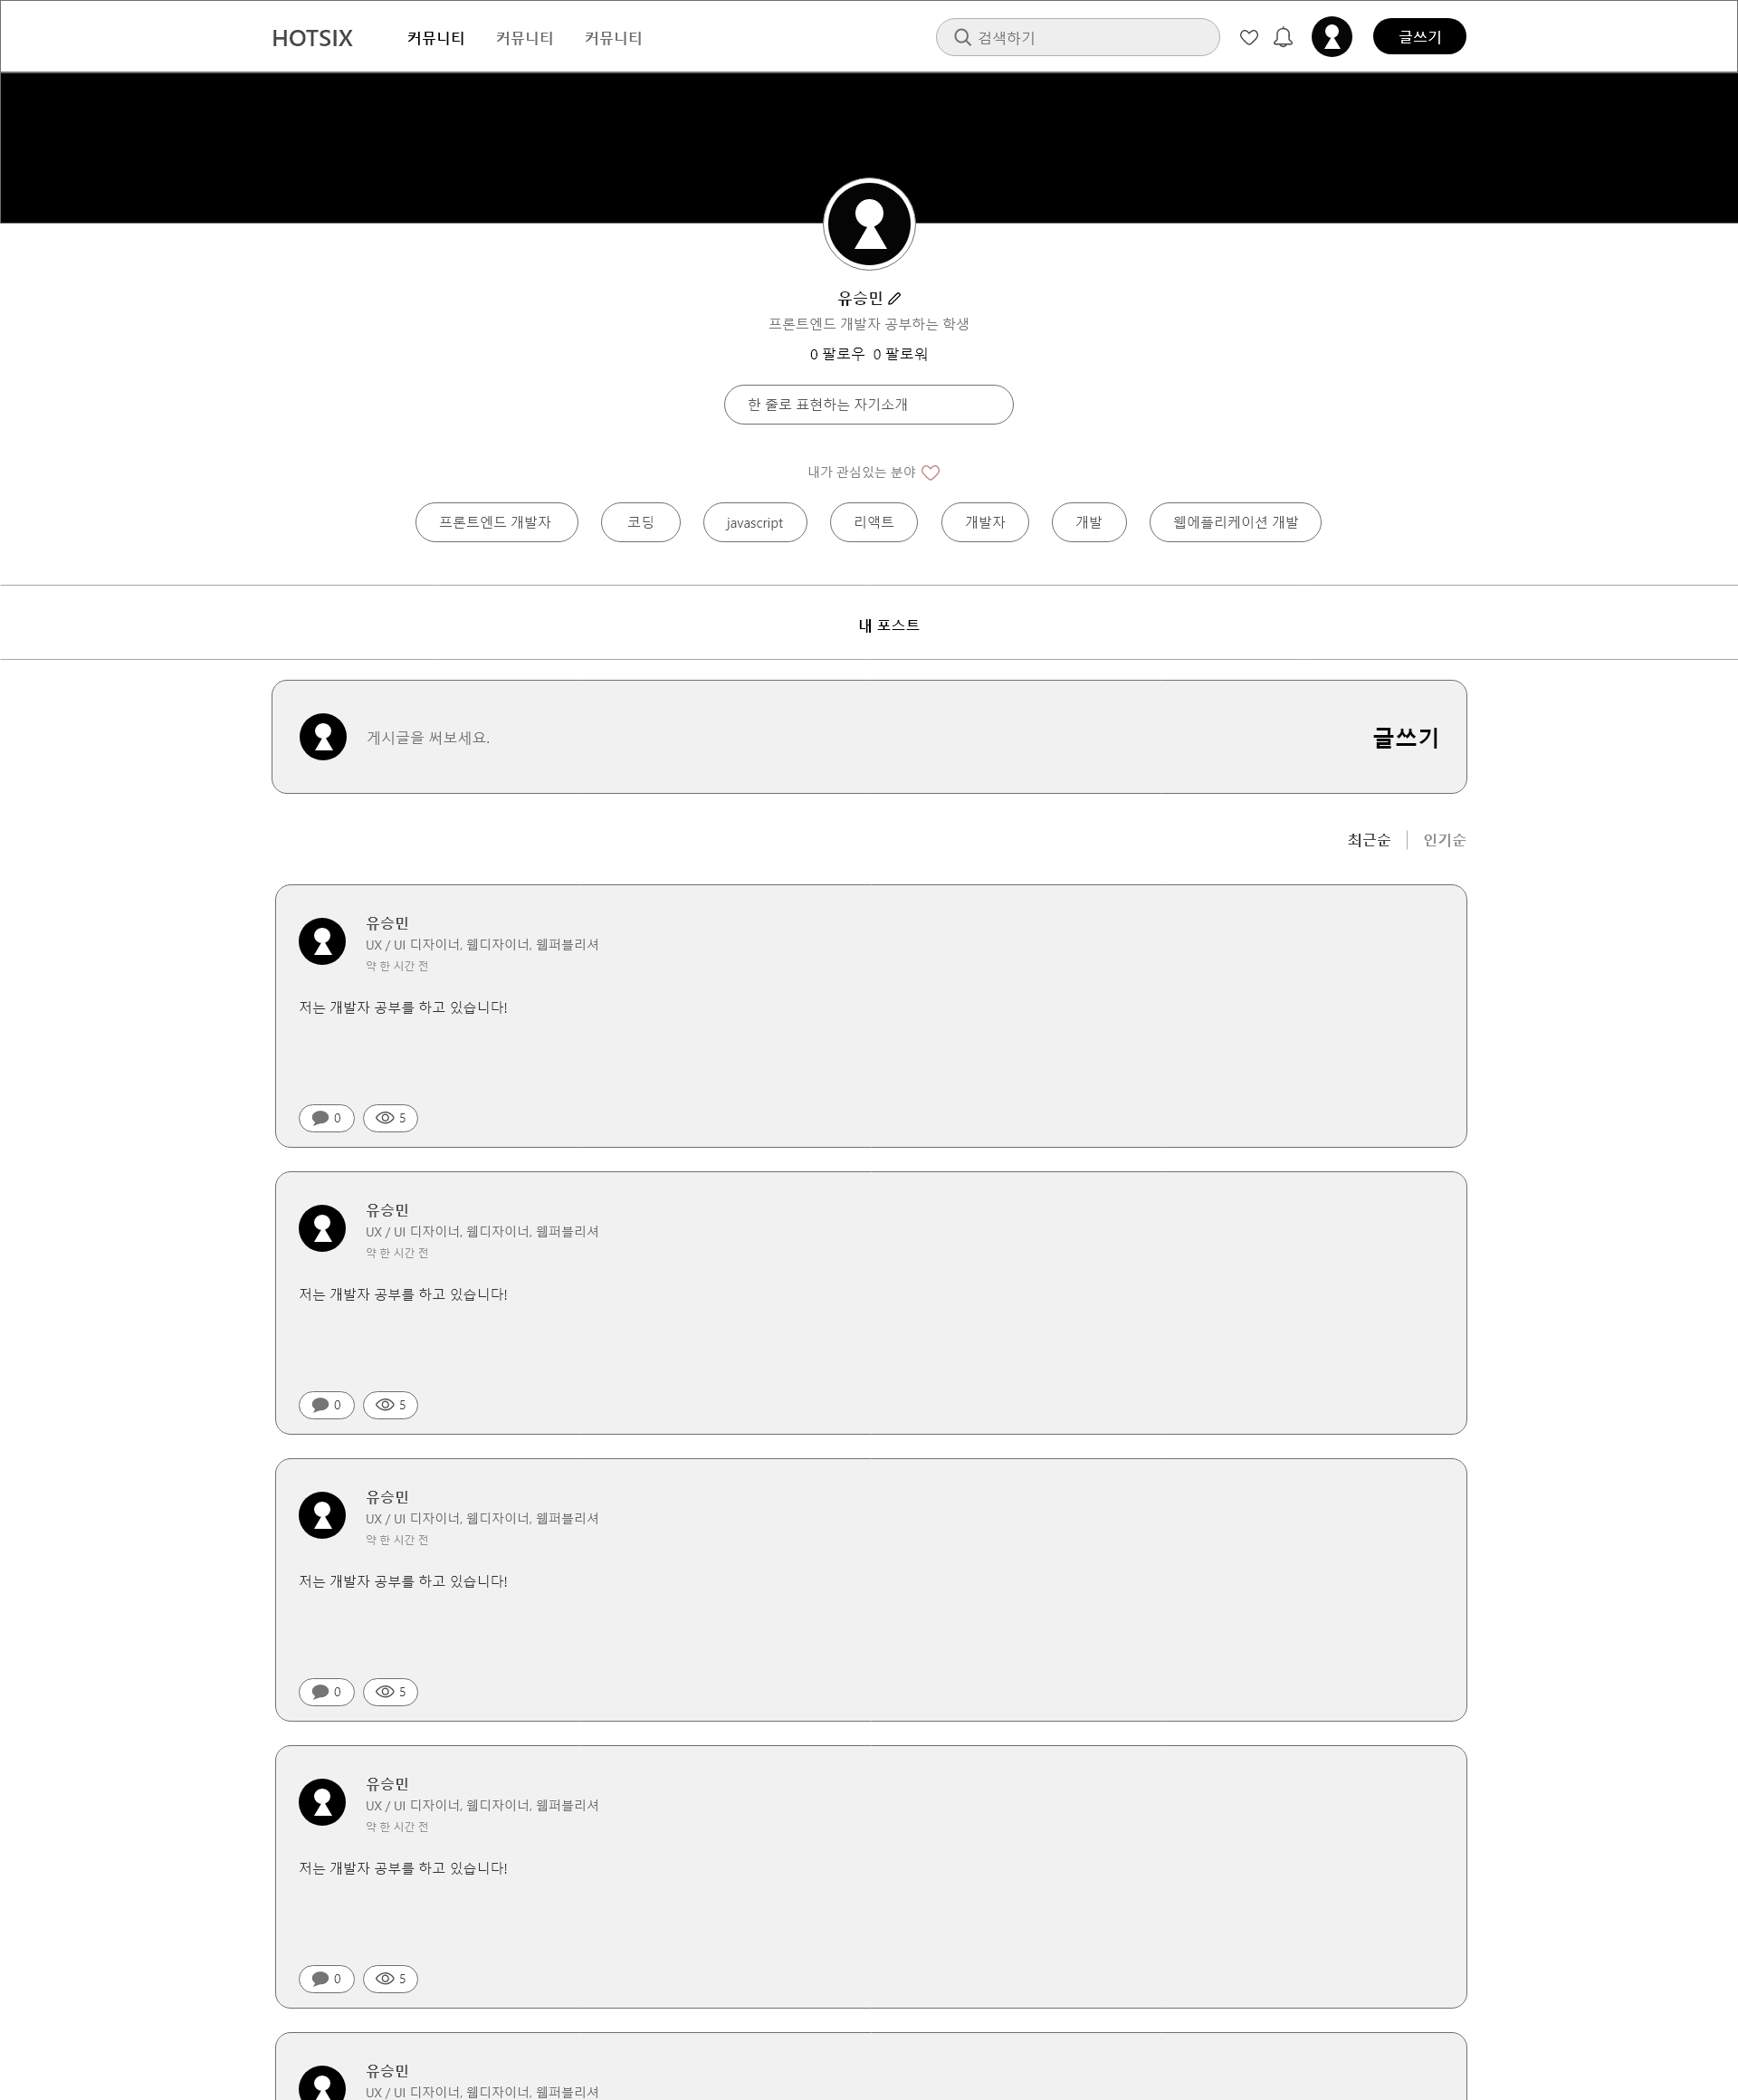 HOTSIX 커뮤니티 커뮤니티 커뮤니티 검색하기 글쓰기
유승민
프론트엔드 개발자 공부하는 학생
0 팔로우 0 팔로워
한 줄로 표현하는 자기소개
내가 관심있는 분야
프론트엔드 개발자 코딩 javascript 리액트 개발자 개발 웹에플리케이션 개발
내 포스트
게시글을 써보세요. 글쓰기
최근순 인기순
유승민
UX / UI 디자이너, 웹디자이너, 웹퍼블리셔
약 한 시간 전
저는 개발자 공부를 하고 있습니다!
0 5
유승민
UX / UI 디자이너, 웹디자이너, 웹퍼블리셔
약 한 시간 전
저는 개발자 공부를 하고 있습니다!
0 5
유승민
UX / UI 디자이너, 웹디자이너, 웹퍼블리셔
약 한 시간 전
저는 개발자 공부를 하고 있습니다!
0 5
유승민
UX / UI 디자이너, 웹디자이너, 웹퍼블리셔
약 한 시간 전
저는 개발자 공부를 하고 있습니다!
0 5
유승민
UX / UI 디자이너, 웹디자이너, 웹퍼블리셔